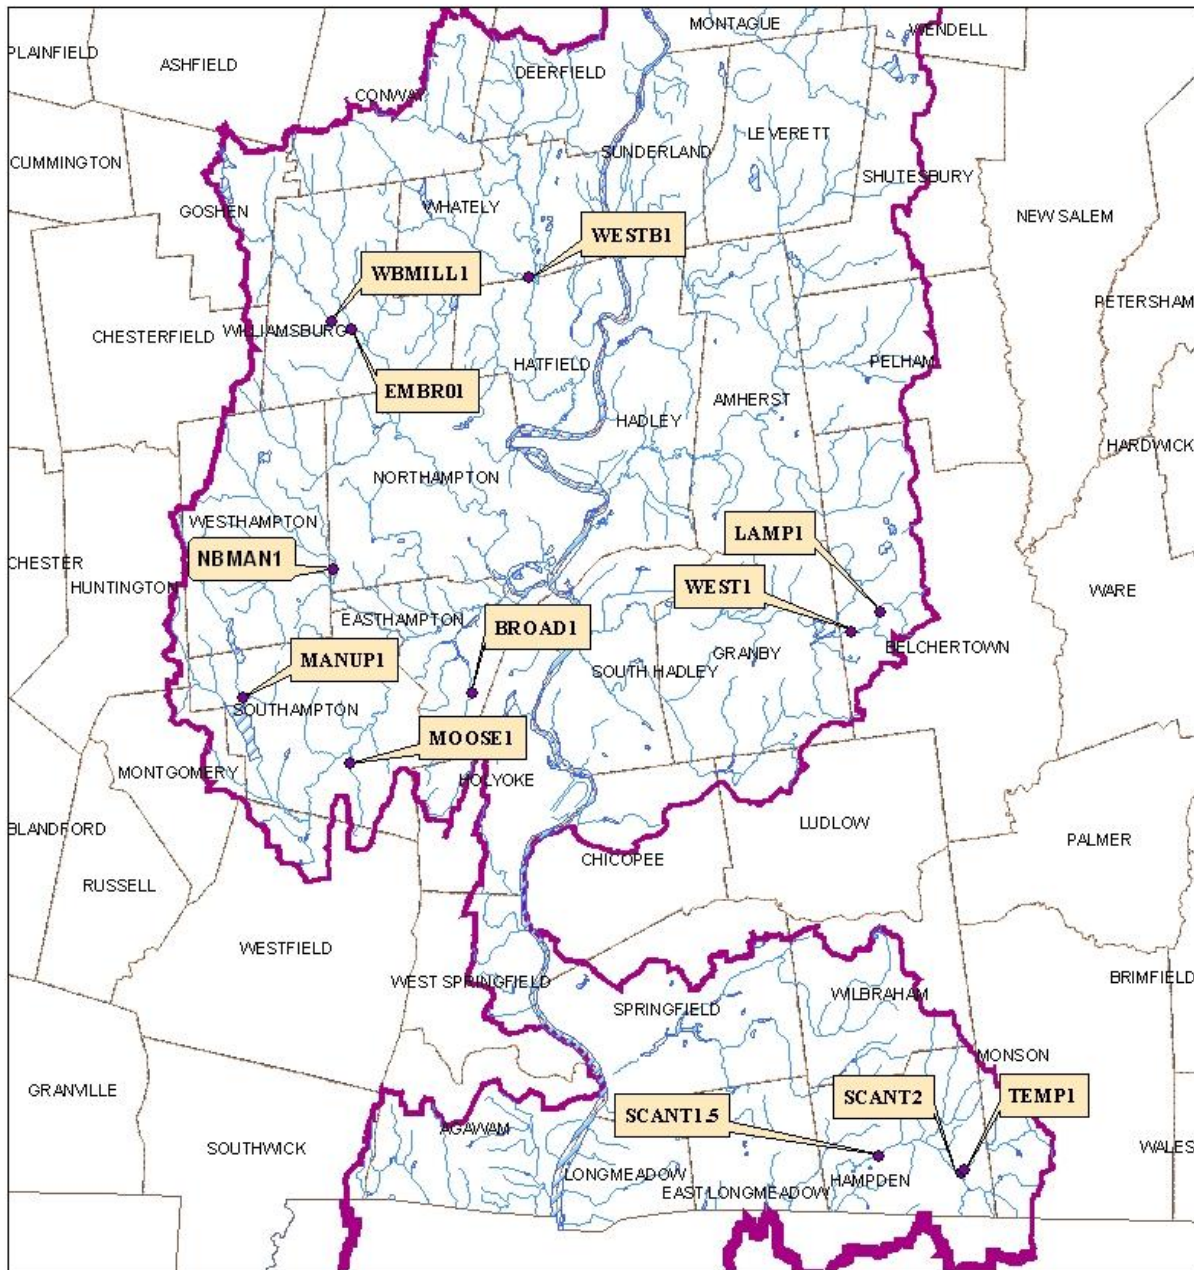 MONTAGUE
WENDELL
PLAINFIELD
ASHFIELD
DEERFIELD
CONWAY
LEVERETT
SUNDERLAND
CUMMINGTON
SHUTESBURY
GOSHEN
WHATELY
NEW SALEM
WESTB1
WBMILL1
PETERSHAM
CHESTERFIELD
WILLIAMSBURG
HATFIELD
PELHAM
EMBR01
AMHERST
HADLEY
HARDWICK
NORTHAMPTON
WESTHAMPTON
LAMP1
NBMAN1
CHESTER
HUNTINGTON
WEST1
WARE
EASTHAMPTON
BROAD1
BELCHERTOWN
MANUP1
GRANBY
SOUTH HADLEY
SOUTHAMPTON
MOOSE1
MONTGOMERY
HOLYOKE
LUDLOW
BLANDFORD
PALMER
CHICOPEE
RUSSELL
WESTFIELD
WEST SPRINGFIELD
BRIMFIELD
WILBRAHAM
SPRINGFIELD
MONSON
GRANVILLE
SCANT2
TEMP1
SCANT1.5
AGAWAM
SOUTHWICK
WALES
LONGMEADOW
HAMPDEN
EAST LONGMEADOW